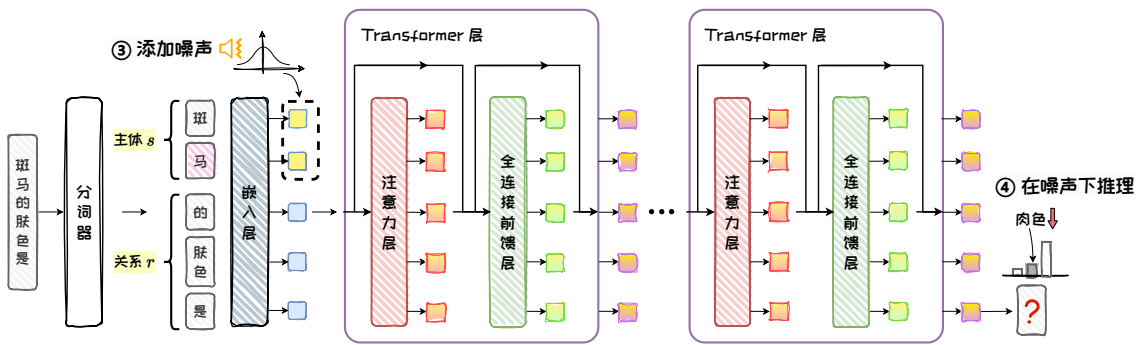 ③ 添加噪声
Transformer 层
Transformer 层
斑马的肤色是
分词器
主体 s
关系 r
斑
马
的
肤色
是
嵌入层
注意力层
全连接前馈层
注意力层
全连接前馈层
④ 在噪声下推理
肉色
?